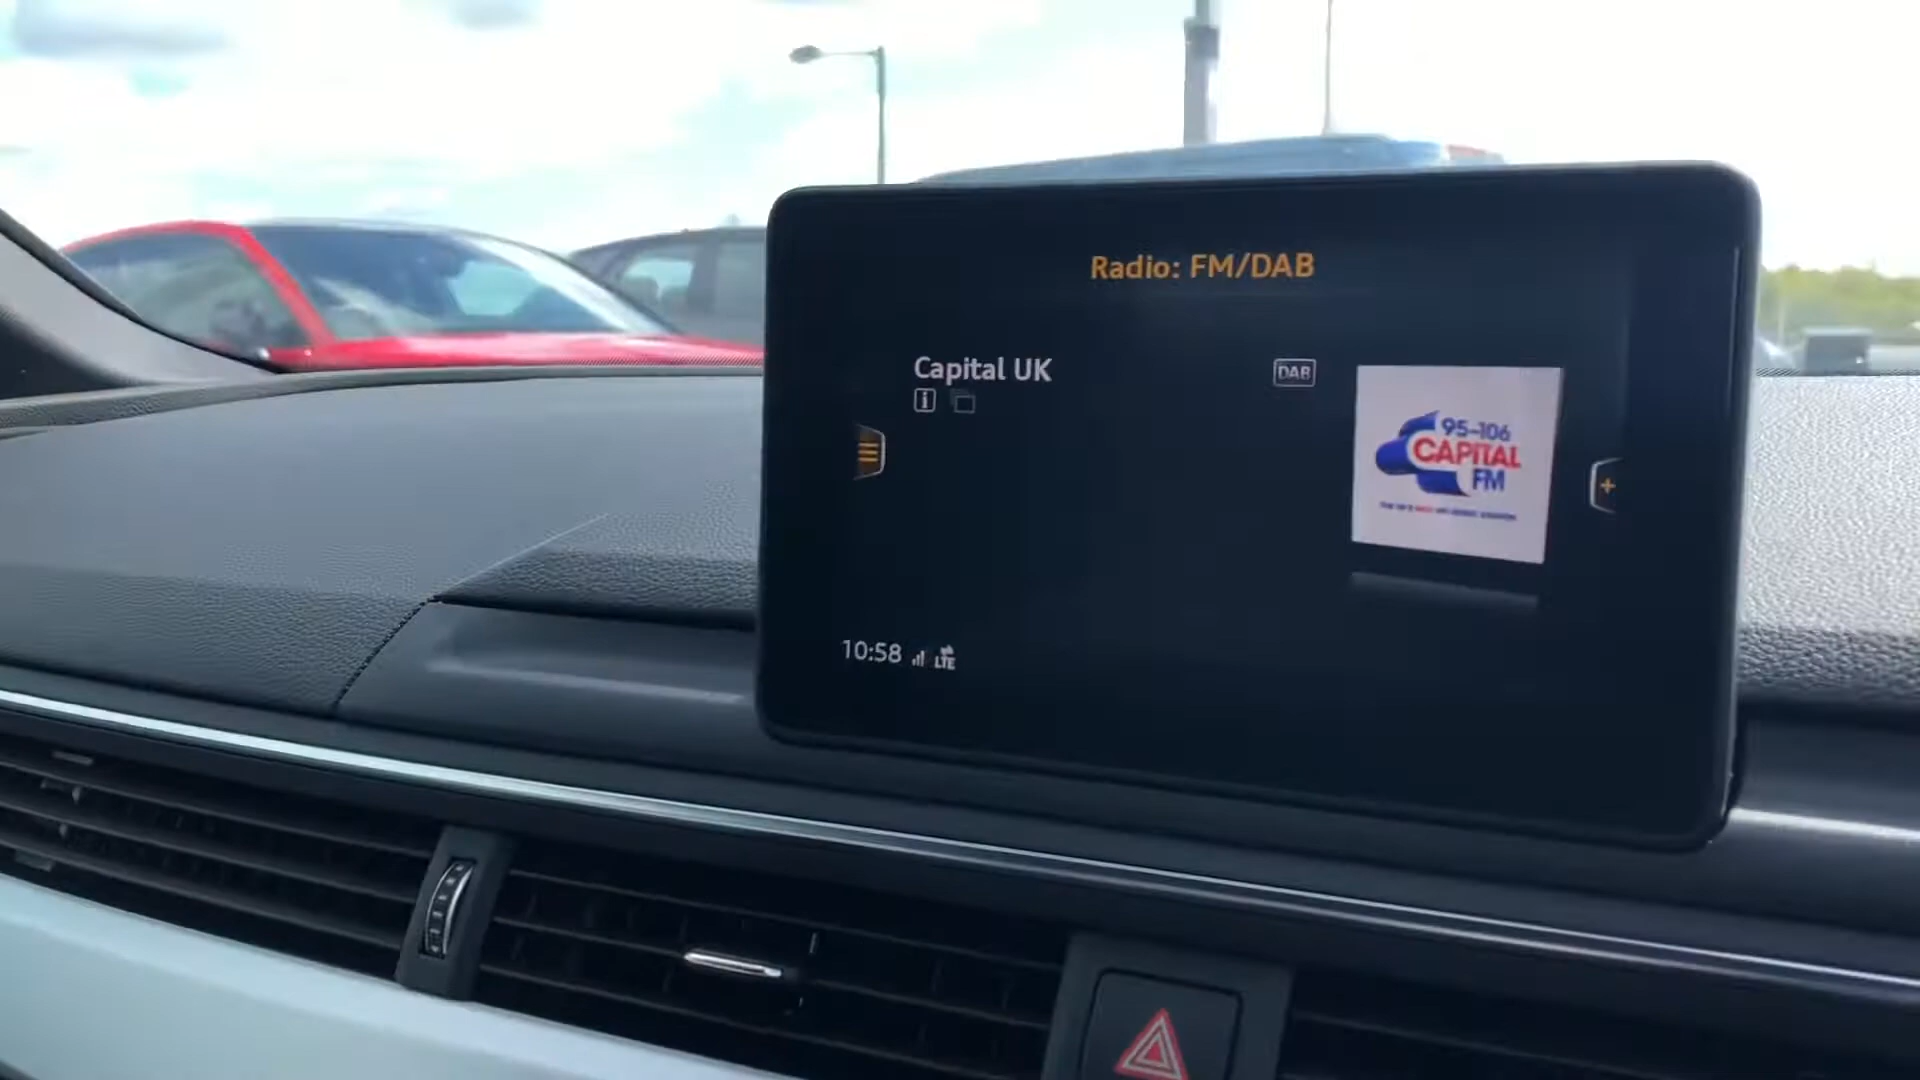 Radio: FM/DAB
Capital UK
DAB
95-106
CAPITAL
FM
10:58
LTE